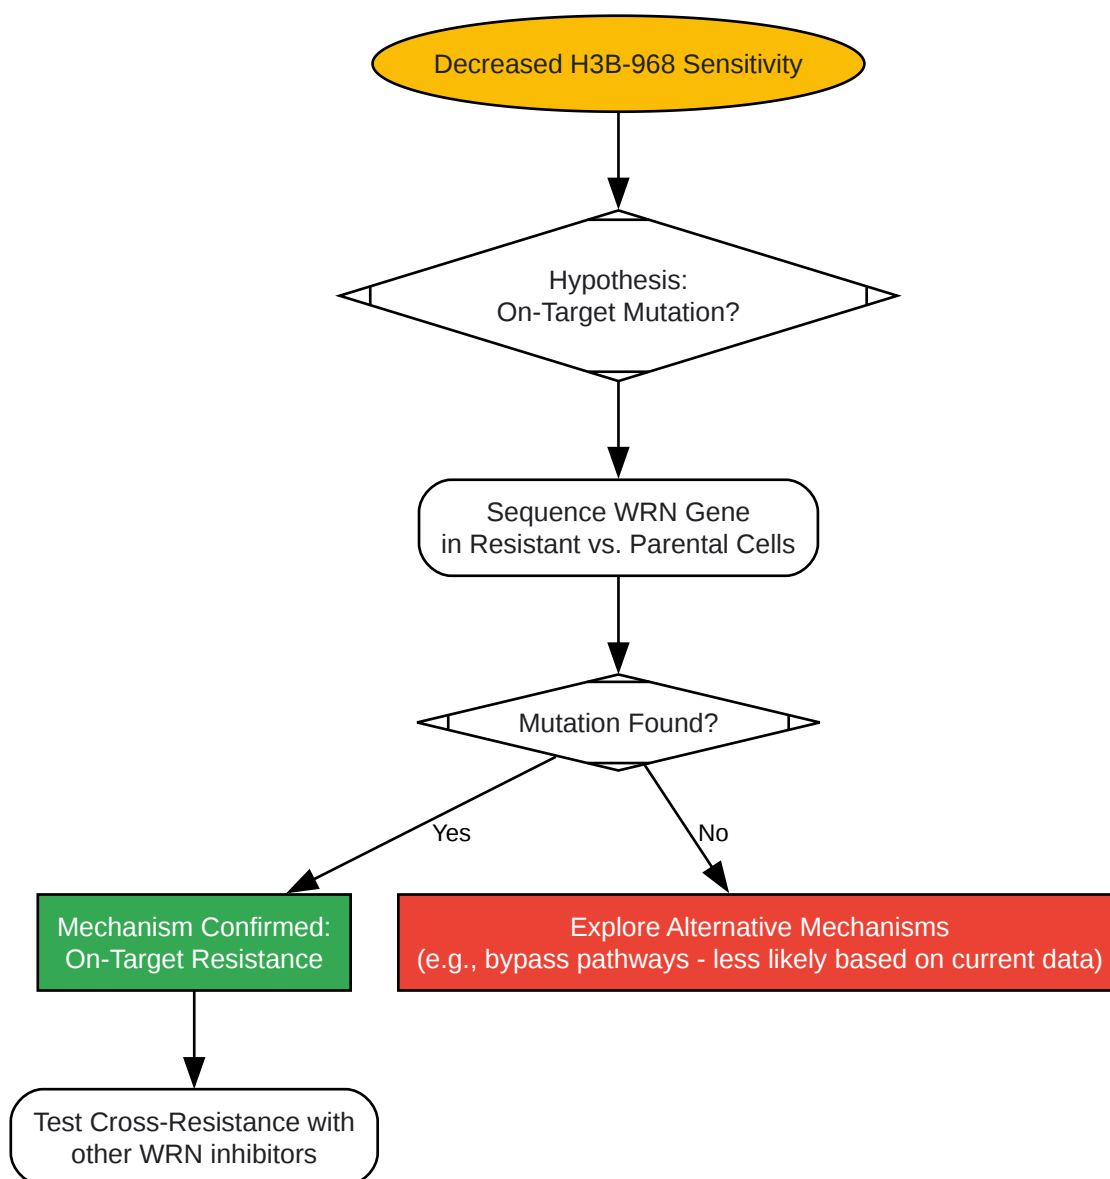 Decreased H3B-968 Sensitivity
Hypothesis:
On-Target Mutation?
Sequence WRN Gene
in Resistant vs. Parental Cells
Mutation Found?
Yes
No
Mechanism Confirmed:
On-Target Resistance
Explore Alternative Mechanisms
(e.g., bypass pathways - less likely based on current data)
Test Cross-Resistance with
other WRN inhibitors